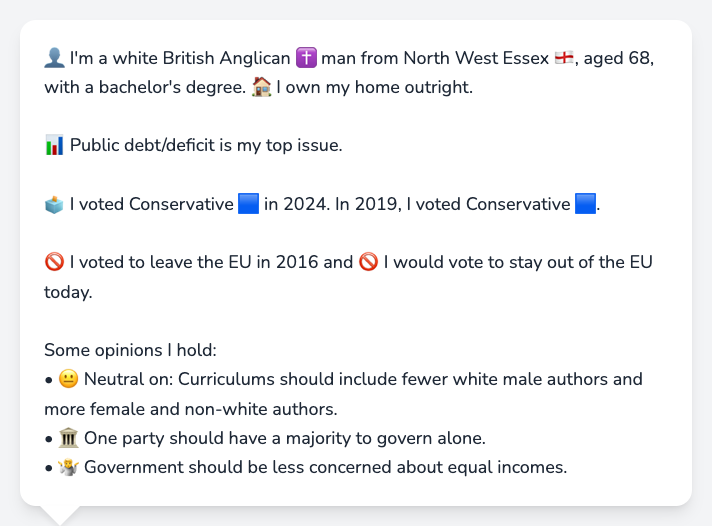 👤 I'm a white British Anglican ✝️ man from North West Essex 🏴󠁧󠁢󠁥󠁮󠁧󠁿, aged 68,
with a bachelor's degree. 🏠 I own my home outright.
📊 Public debt/deficit is my top issue.
🗳️ I voted Conservative 🟦 in 2024. In 2019, I voted Conservative 🟦.
🚫 I voted to leave the EU in 2016 and 🚫 I would vote to stay out of the EU
today.
Some opinions I hold:
• 😐 Neutral on: Curriculums should include fewer white male authors and
more female and non-white authors.
• 🏛️ One party should have a majority to govern alone.
• 🤷 Government should be less concerned about equal incomes.